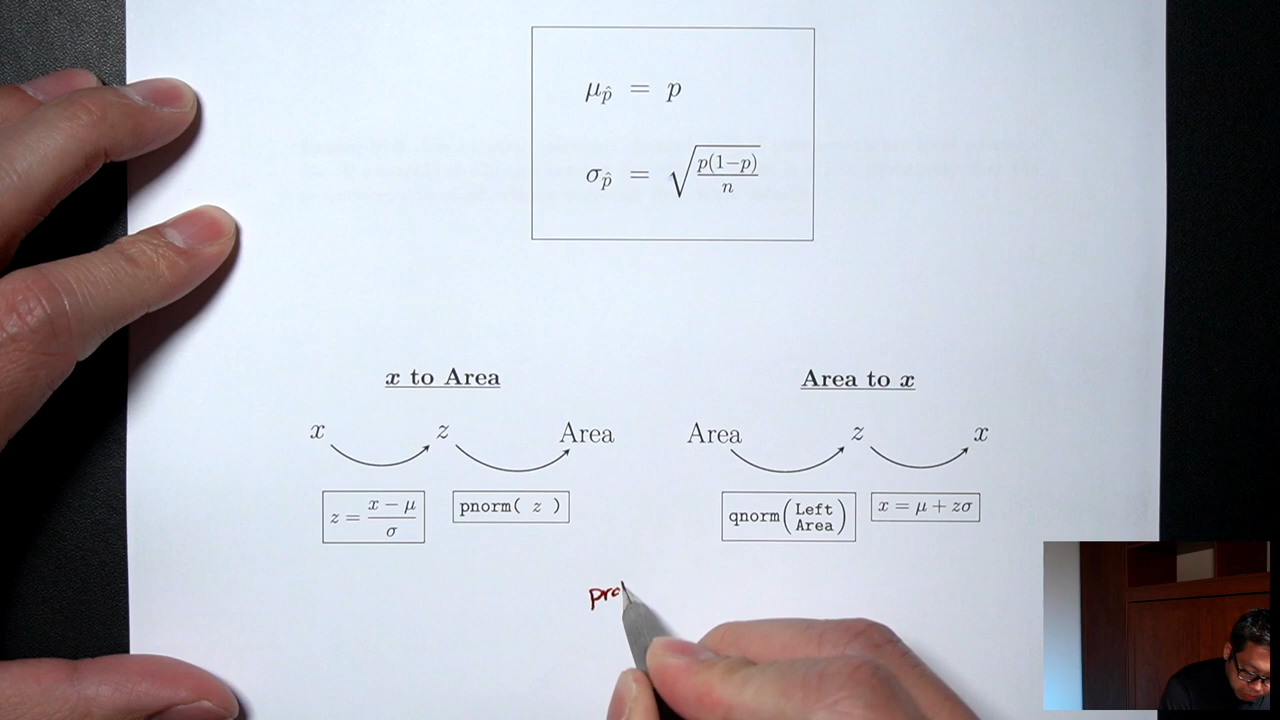 μ_p̂ = p
σ_p̂ = √(p(1−p)/n)
x to Area
Area to x
x z Area
Area z x
z = (x − μ)/σ
pnorm( z )
qnorm(Left Area)
x = μ + zσ
pro